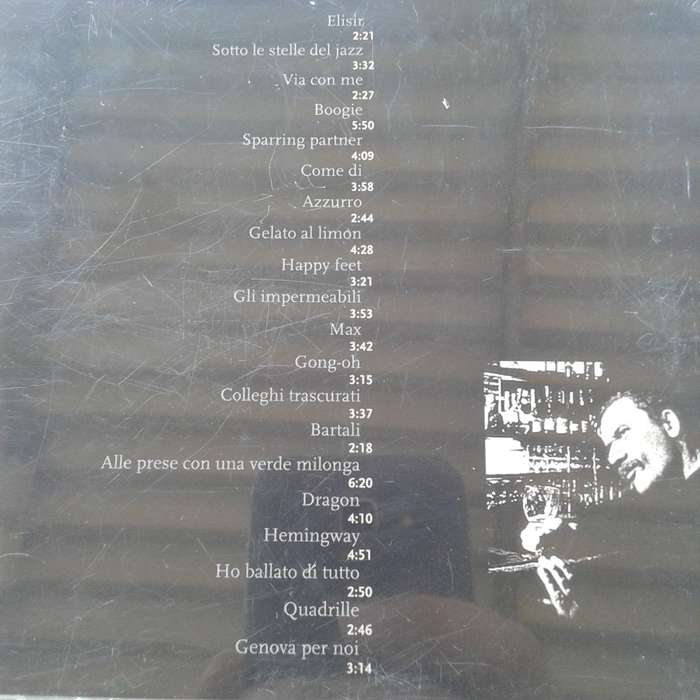 Elisir
2:21
Sotto le stelle del jazz
3:32
Via con me
2:27
Boogie
5:50
Sparring partner
4:09
Come di
3:58
Azzurro
2:44
Gelato al limon
4:28
Happy feet
3:21
Gli impermeabili
3:53
Max
3:42
Gong-oh
3:15
Colleghi trascurati
3:37
Bartali
2:18
Alle prese con una verde milonga
6:20
Dragon
4:10
Hemingway
4:51
Ho ballato di tutto
2:50
Quadrille
2:46
Genova per noi
3:14